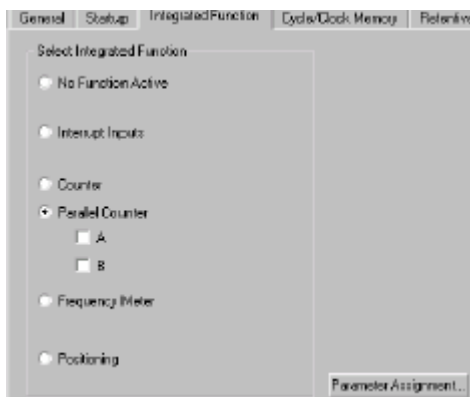 General Startup Integrated Function Cycle/Clock Memory Retentive
Select Integrated Function
No Function Active
Interrupt Inputs
Counter
Parallel Counter
A
B
Frequency Meter
Positioning
Parameter Assignment...